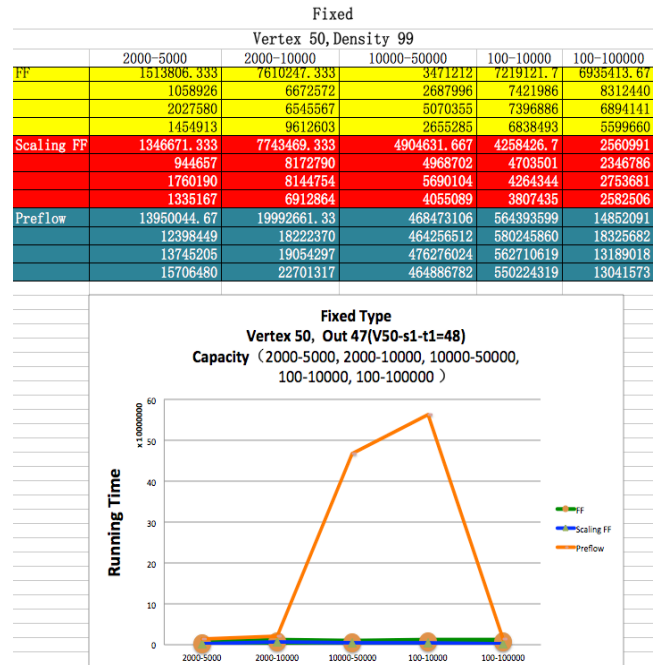 Fixed
Vertex 50,Density 99
2000-5000 2000-10000 10000-50000 100-10000 100-100000
FF 1513806.333 7610247.333 3471212 7219121.7 6935413.67
1058926 6672572 2687996 7421986 8312440
2027580 6545567 5070355 7396886 6894141
1454913 9612603 2655285 6838493 5599660
Scaling FF 1346671.333 7743469.333 4904631.667 4258426.7 2560991
944657 8172790 4968702 4703501 2346786
1760190 8144754 5690104 4264344 2753681
1335167 6912864 4055089 3807435 2582506
Preflow 13950044.67 19992661.33 468473106 564393599 14852091
12398449 18222370 464256512 580245860 18325682
13745205 19054297 476276024 562710619 13189018
15706480 22701317 464886782 550224319 13041573
Fixed Type
Vertex 50, Out 47(V50-s1-t1=48)
Capacity（2000-5000, 2000-10000, 10000-50000,
100-10000, 100-100000 ）
Running Time
x 10000000
60
50
40
30
20
10
0
2000-5000 2000-10000 10000-50000 100-10000 100-100000
FF
Scaling FF
Preflow